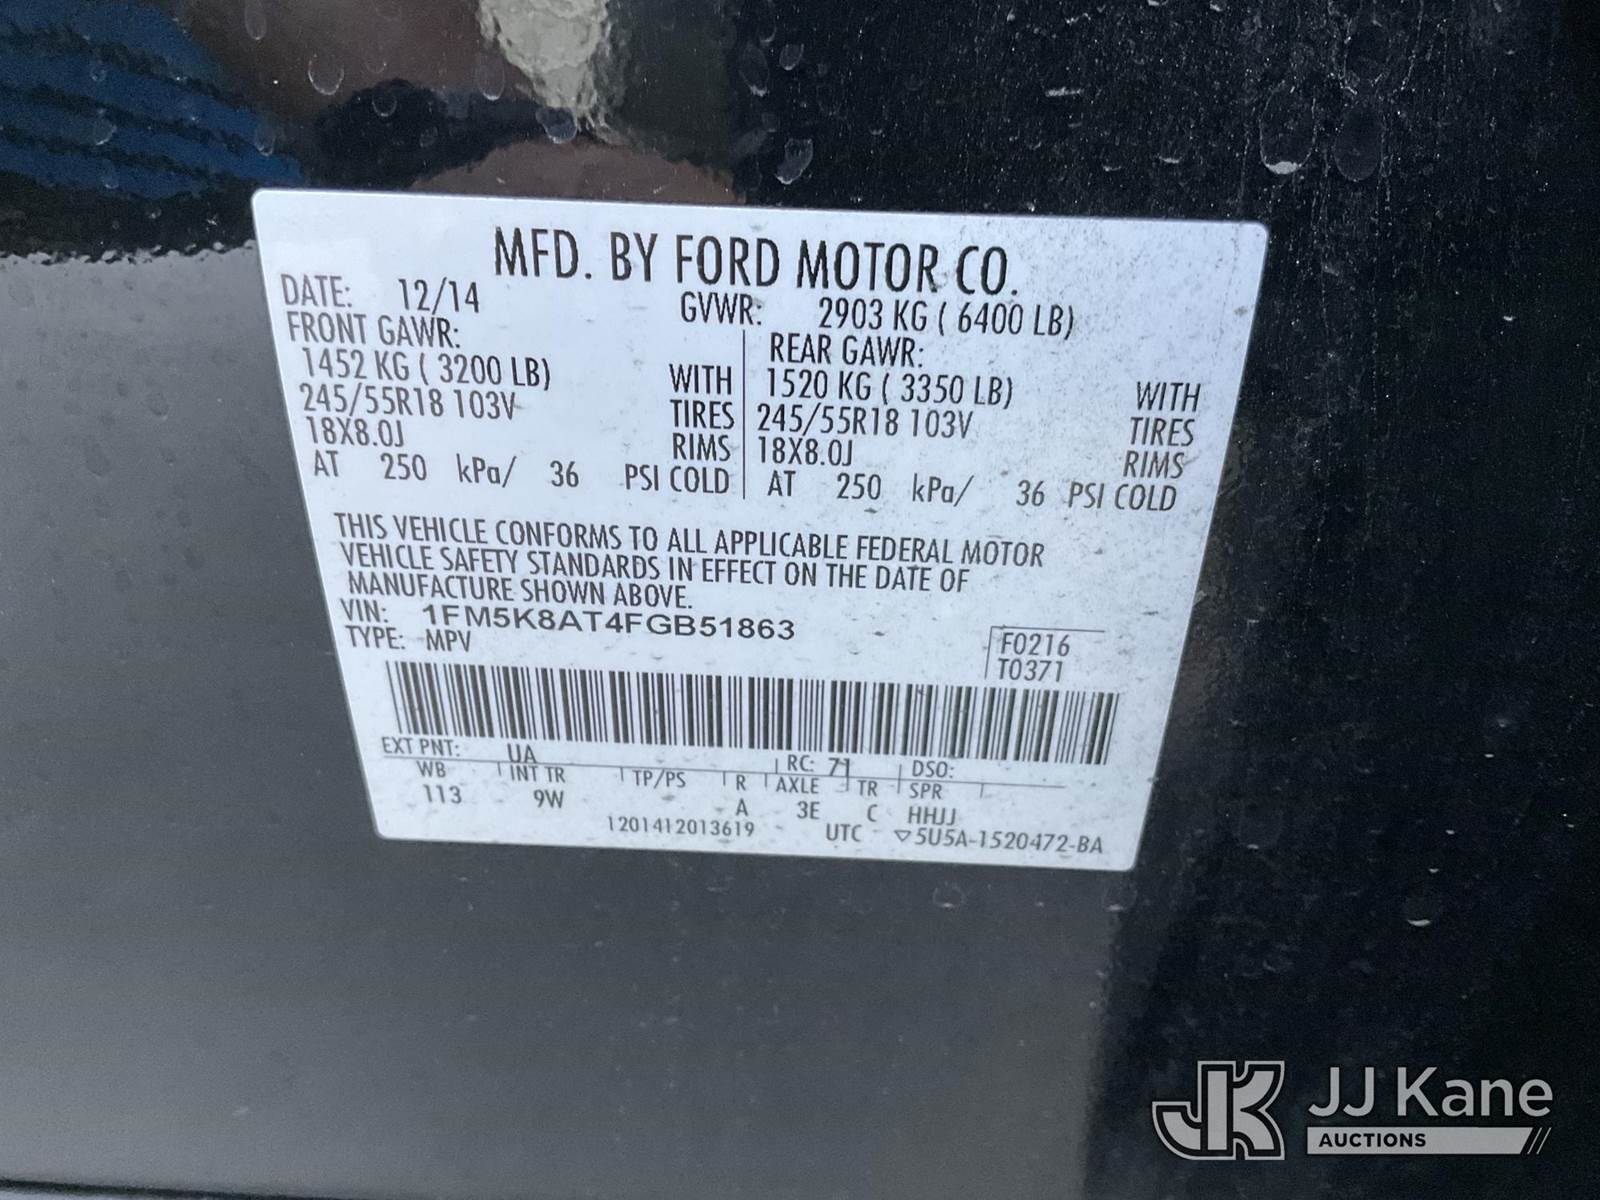 MFD. BY FORD MOTOR CO.
DATE: 12/14 GVWR: 2903 KG ( 6400 LB)
FRONT GAWR: REAR GAWR:
1452 KG ( 3200 LB) WITH 1520 KG ( 3350 LB) WITH
245/55R18 103V TIRES 245/55R18 103V TIRES
18X8.0J RIMS 18X8.0J RIMS
AT 250 kPa/ 36 PSI COLD AT 250 kPa/ 36 PSI COLD
THIS VEHICLE CONFORMS TO ALL APPLICABLE FEDERAL MOTOR
VEHICLE SAFETY STANDARDS IN EFFECT ON THE DATE OF
MANUFACTURE SHOWN ABOVE.
VIN: 1FM5K8AT4FGB51863
TYPE: MPV
F0216
T0371
EXT PNT: UA RC: 71 DSO:
WB INT TR TP/PS R AXLE TR SPR
113 9W A 3E C HHJJ
1201412013619 UTC ▽5U5A-1520472-BA
JK JJ Kane
AUCTIONS